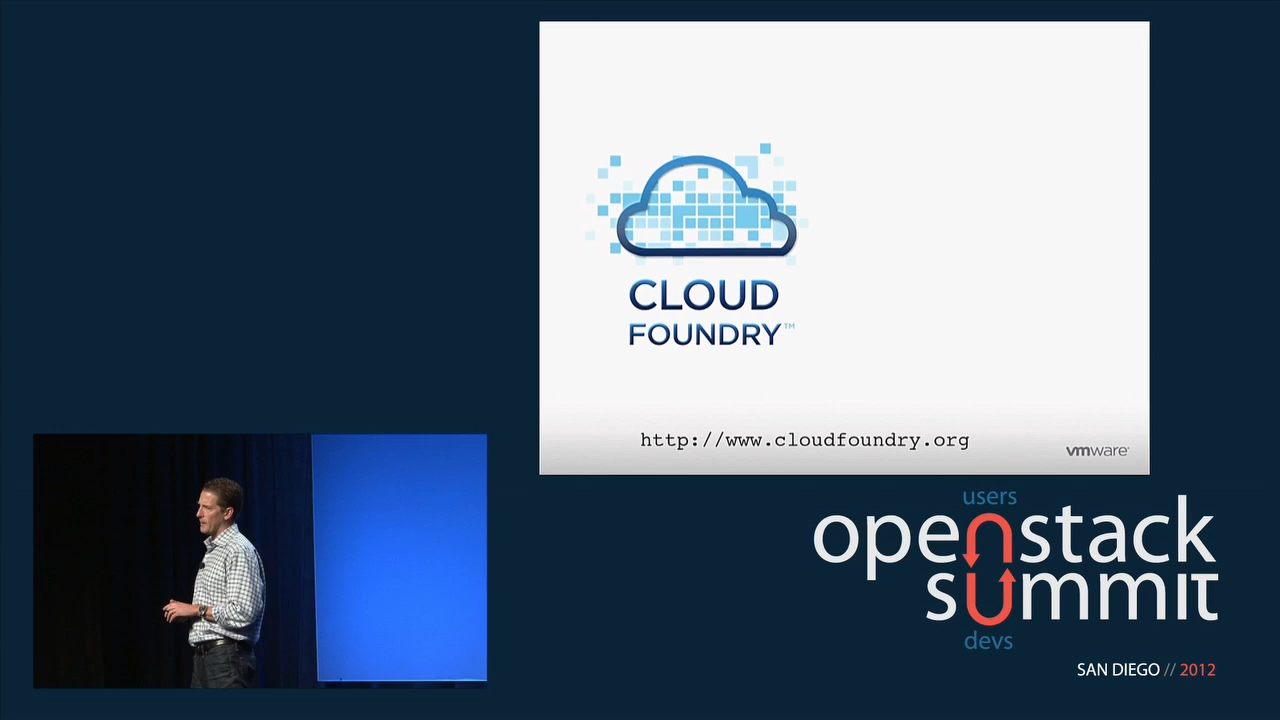 CLOUD
FOUNDRY™
http://www.cloudfoundry.org
vmware
users
openstack
summit
devs
SAN DIEGO // 2012